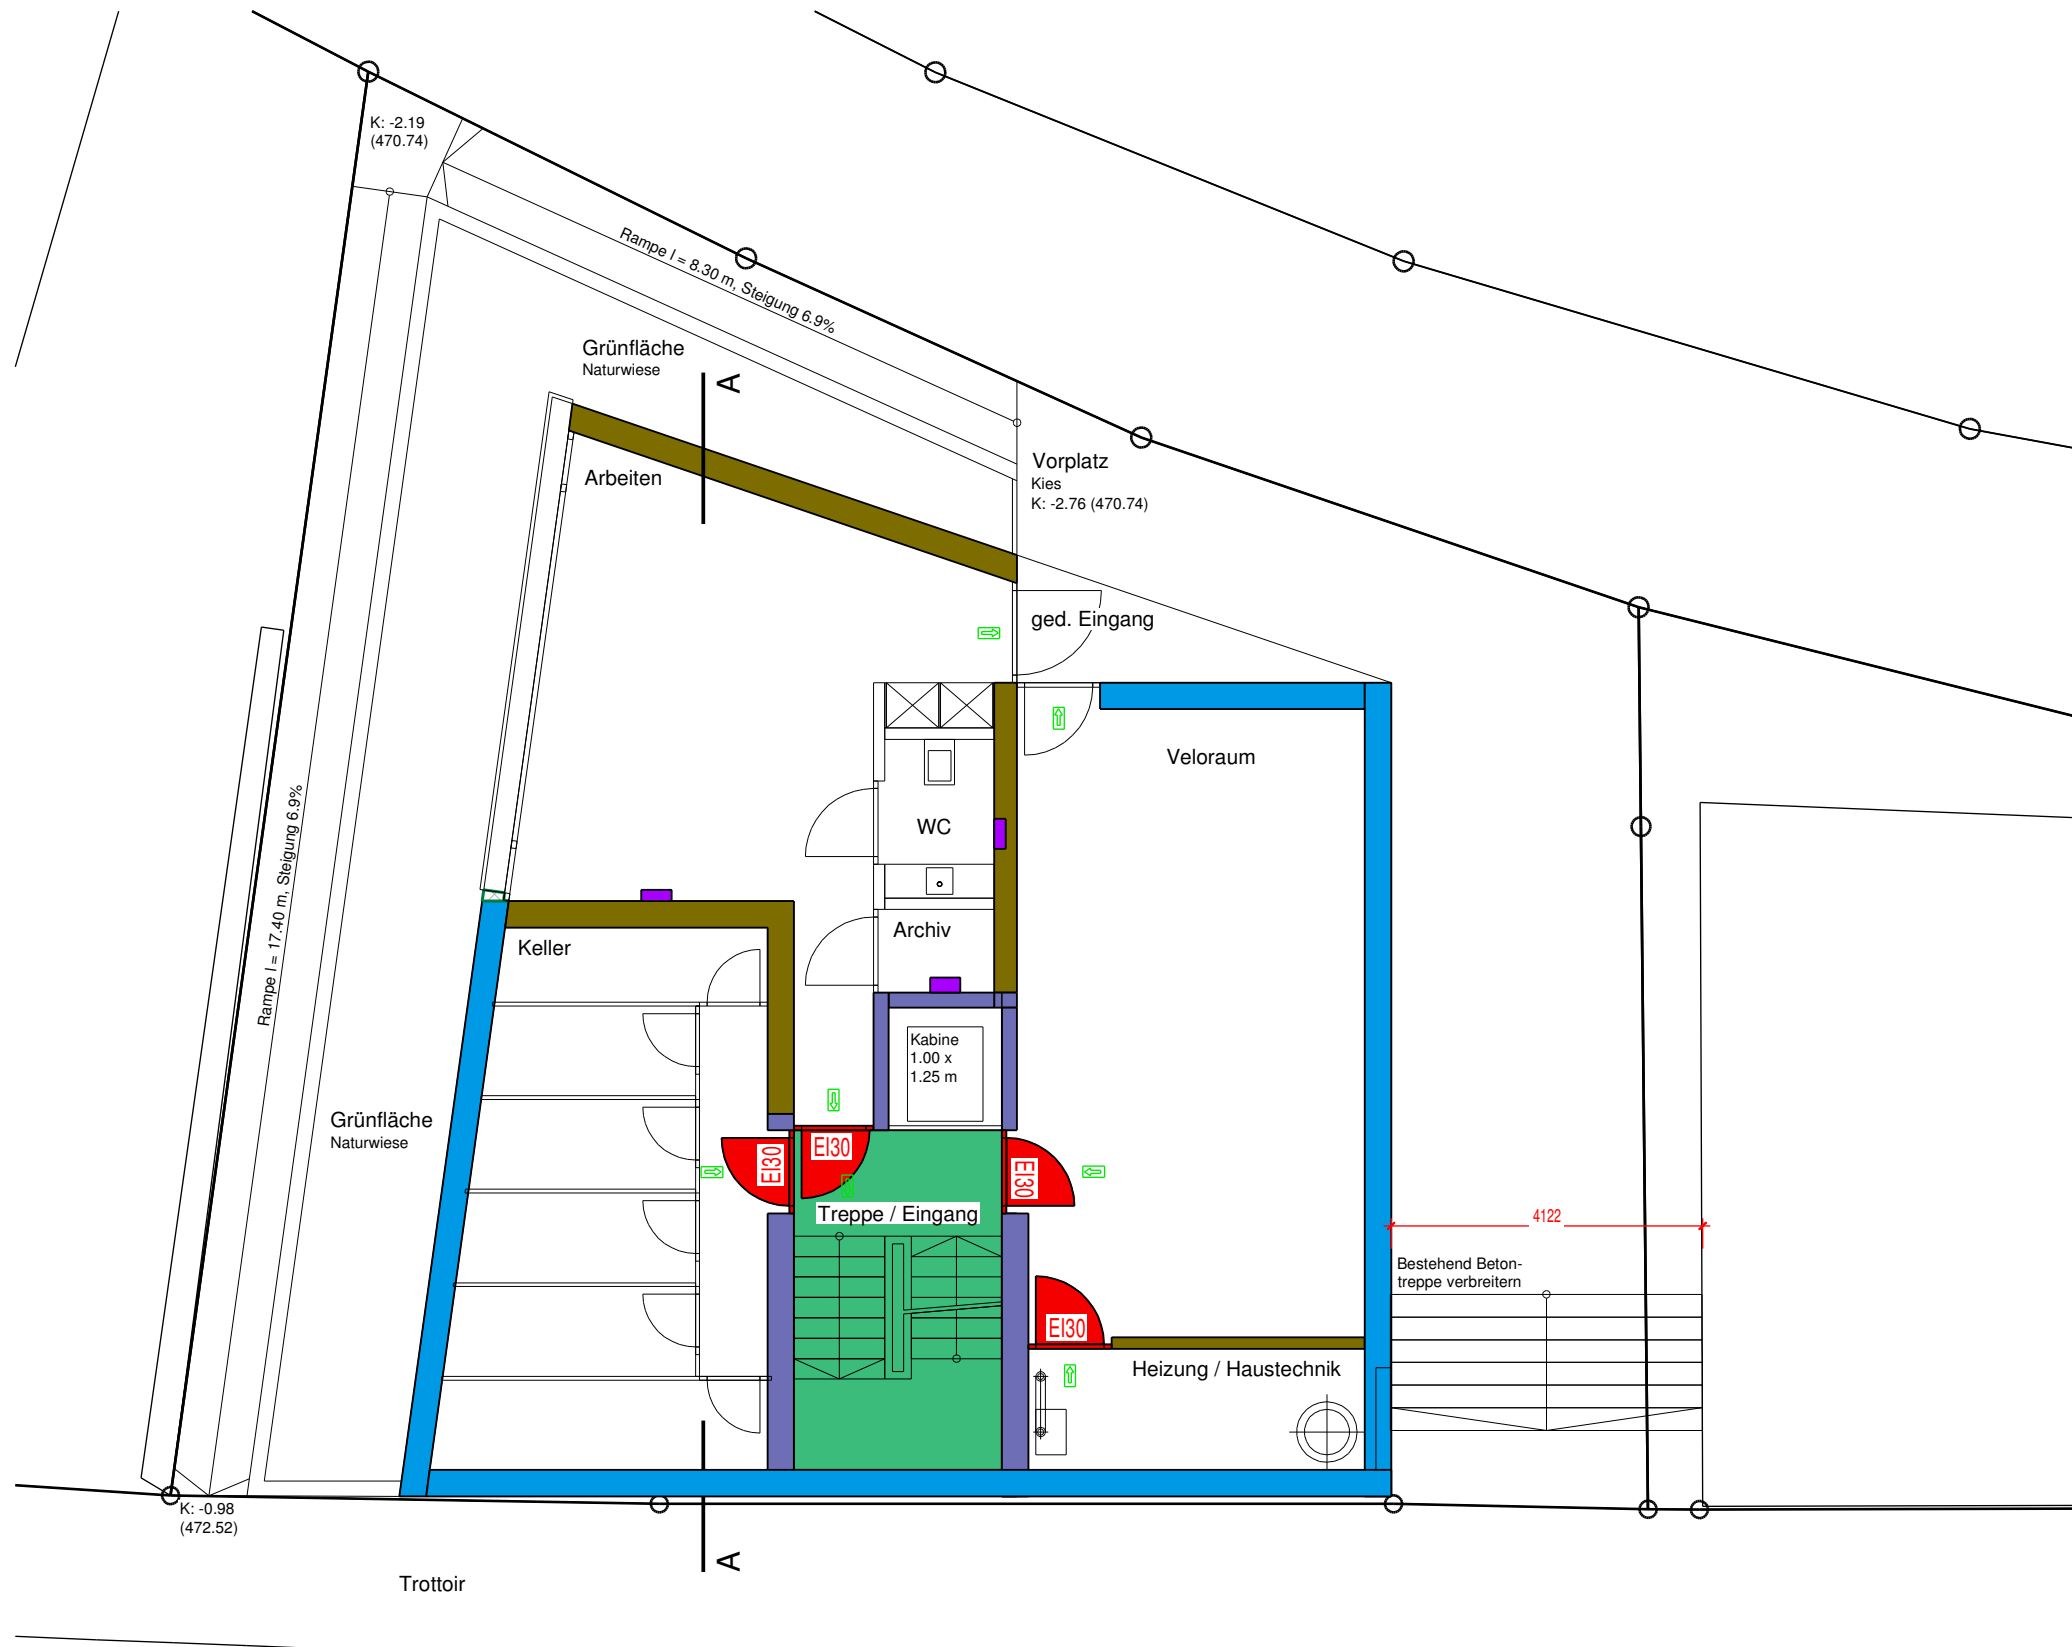 K: -2.19
(470.74)
Rampe l = 8.30 m, Steigung 6.9%
Grünfläche
Naturwiese
A
Arbeiten
Vorplatz
Kies
K: -2.76 (470.74)
ged. Eingang
Veloraum
WC
Rampe l = 17.40 m, Steigung 6.9%
Archiv
Keller
Kabine
1.00 x
1.25 m
Grünfläche
Naturwiese
EI30
EI30
EI30
Treppe / Eingang
4122
Bestehend Beton-
treppe verbreitern
EI30
Heizung / Haustechnik
K: -0.98
(472.52)
A
Trottoir